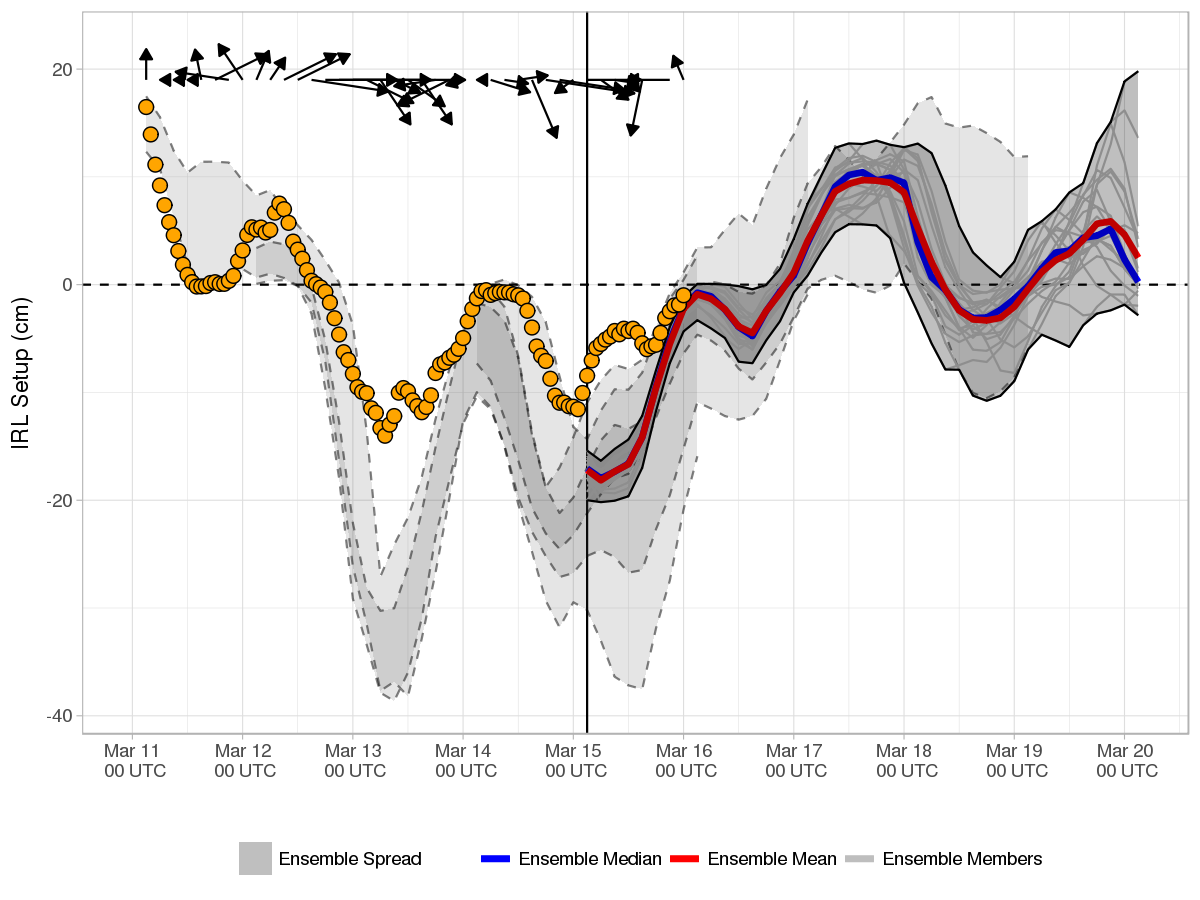 IRL Setup (cm)
20
0
-20
-40
Mar 11 Mar 12 Mar 13 Mar 14 Mar 15 Mar 16 Mar 17 Mar 18 Mar 19 Mar 20
00 UTC 00 UTC 00 UTC 00 UTC 00 UTC 00 UTC 00 UTC 00 UTC 00 UTC 00 UTC
Ensemble Spread Ensemble Median Ensemble Mean Ensemble Members